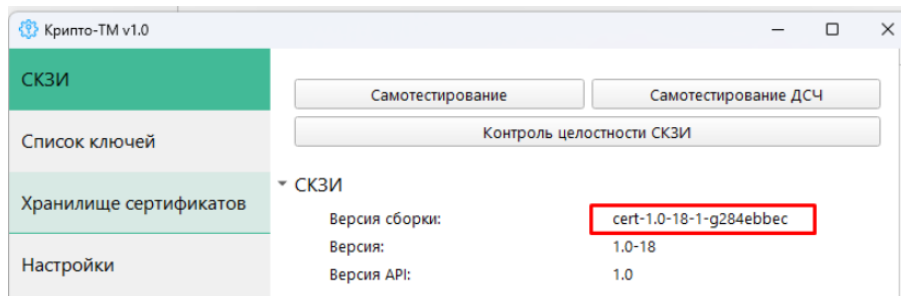 Крипто-ТМ v1.0
СКЗИ
Список ключей
Хранилище сертификатов
Настройки
Самотестирование Самотестирование ДСЧ
Контроль целостности СКЗИ
СКЗИ
Версия сборки: cert-1.0-18-1-g284ebbec
Версия: 1.0-18
Версия API: 1.0